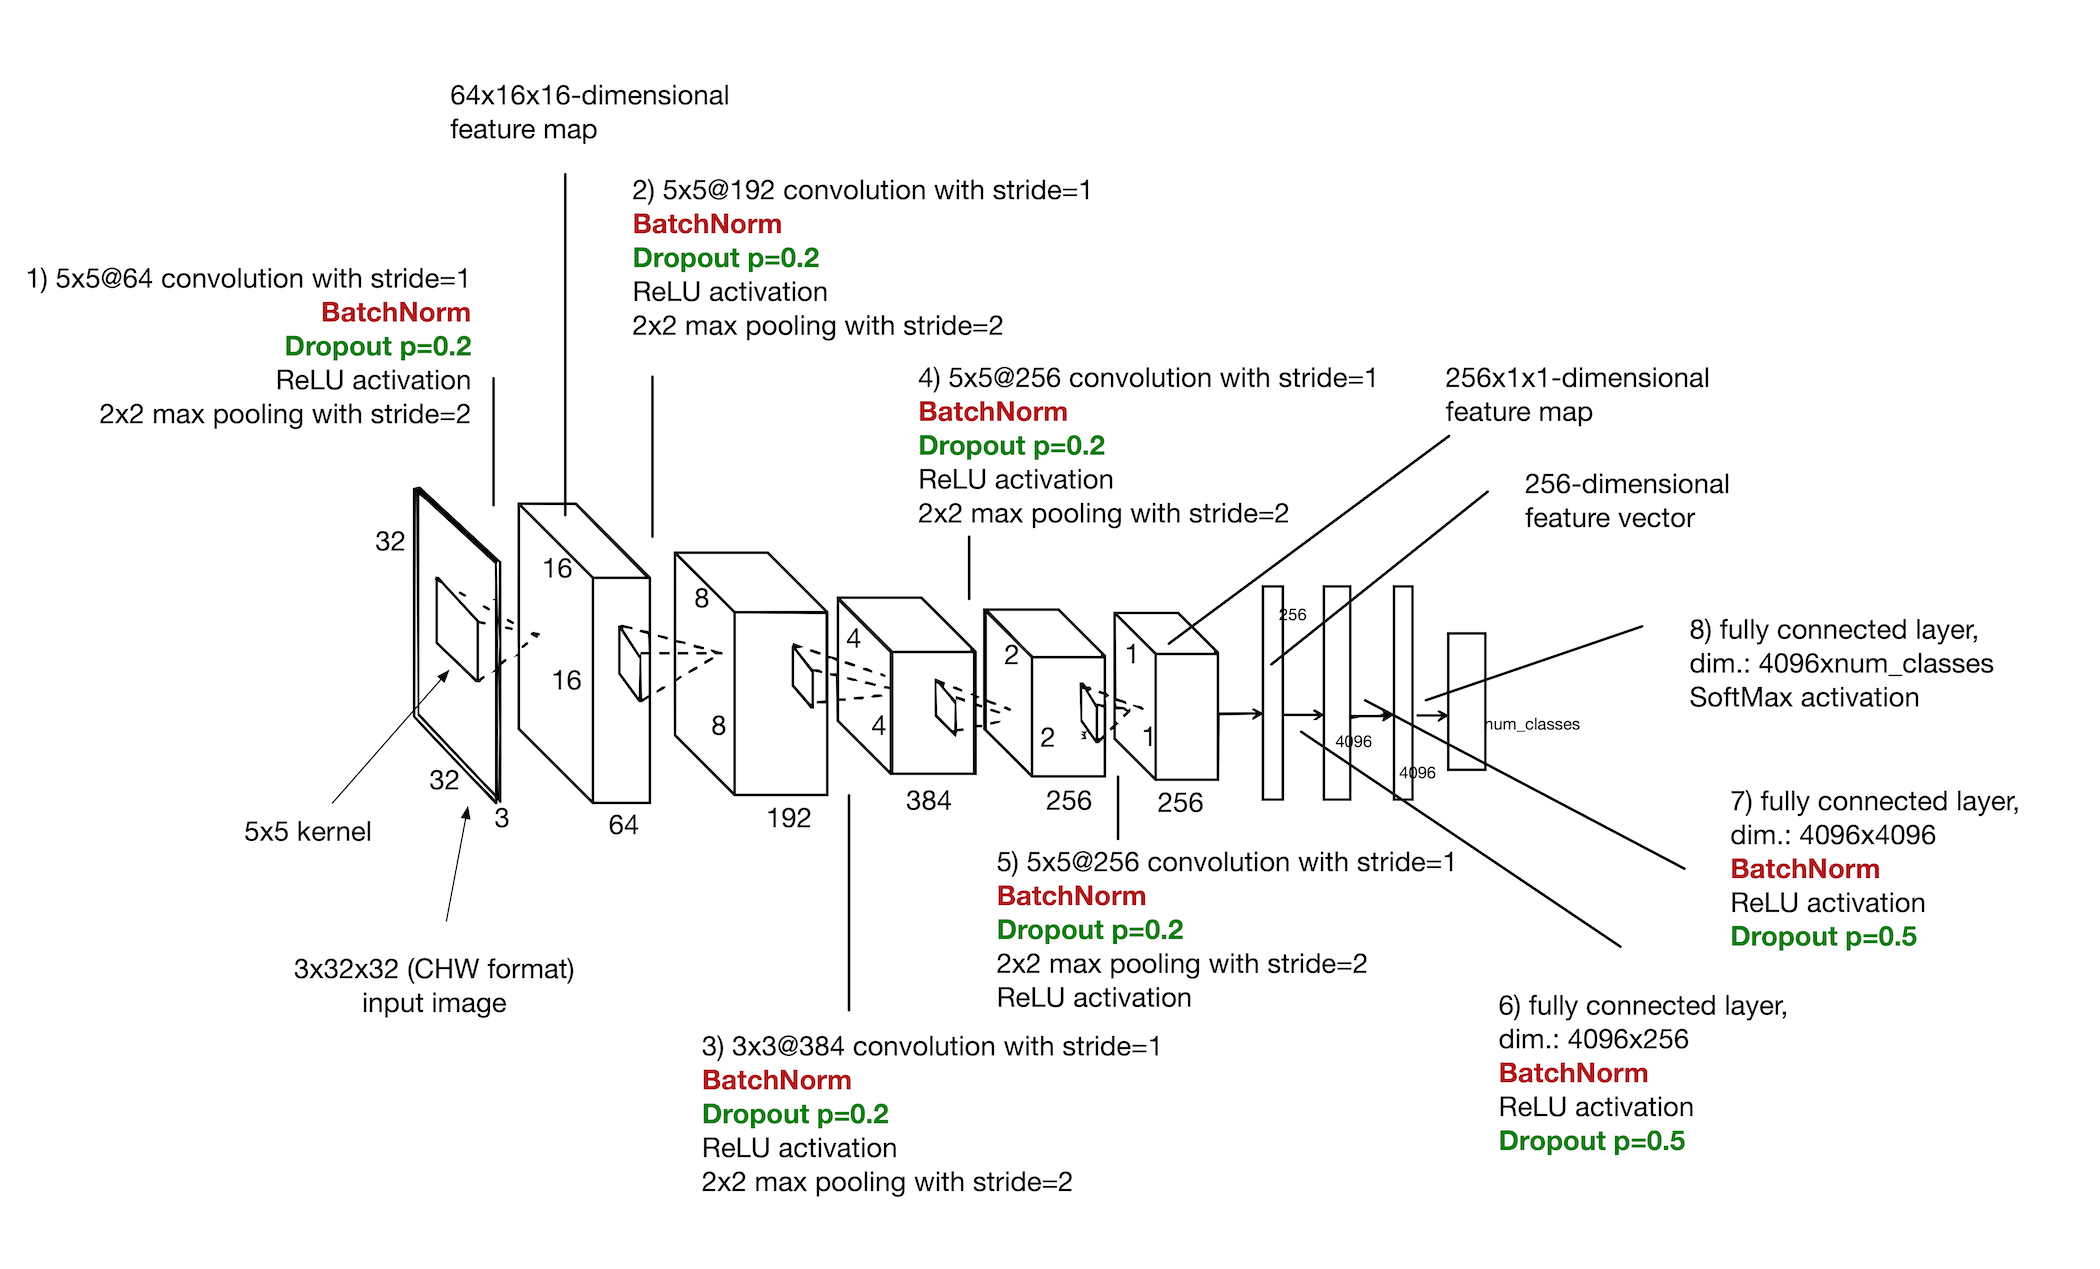 64x16x16-dimensional
feature map
2) 5x5@192 convolution with stride=1
BatchNorm
Dropout p=0.2
ReLU activation
2x2 max pooling with stride=2
1) 5x5@64 convolution with stride=1
BatchNorm
Dropout p=0.2
ReLU activation
2x2 max pooling with stride=2
4) 5x5@256 convolution with stride=1
BatchNorm
Dropout p=0.2
ReLU activation
2x2 max pooling with stride=2
256x1x1-dimensional
feature map
256-dimensional
feature vector
32
32
3
16
16
64
8
8
192
4
4
384
2
2
3
256
1
1
256
256
4096
4096
num_classes
8) fully connected layer,
dim.: 4096xnum_classes
SoftMax activation
5x5 kernel
3x32x32 (CHW format)
input image
7) fully connected layer,
dim.: 4096x4096
BatchNorm
ReLU activation
Dropout p=0.5
5) 5x5@256 convolution with stride=1
BatchNorm
Dropout p=0.2
2x2 max pooling with stride=2
ReLU activation
6) fully connected layer,
dim.: 4096x256
BatchNorm
ReLU activation
Dropout p=0.5
3) 3x3@384 convolution with stride=1
BatchNorm
Dropout p=0.2
ReLU activation
2x2 max pooling with stride=2